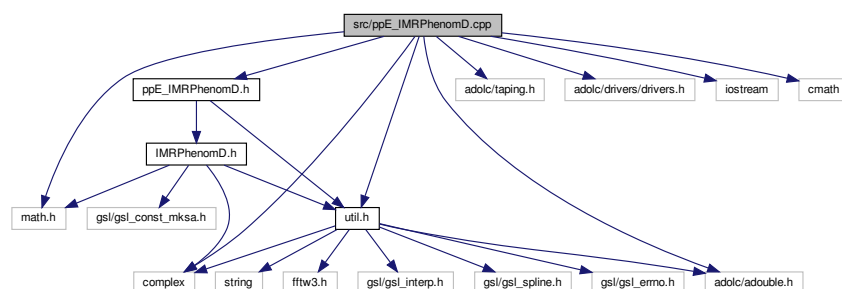 src/ppE_IMRPhenomD.cpp
ppE_IMRPhenomD.h
adolc/taping.h
adolc/drivers/drivers.h
iostream
cmath
IMRPhenomD.h
math.h
gsl/gsl_const_mksa.h
util.h
complex
string
fftw3.h
gsl/gsl_interp.h
gsl/gsl_spline.h
gsl/gsl_errno.h
adolc/adouble.h